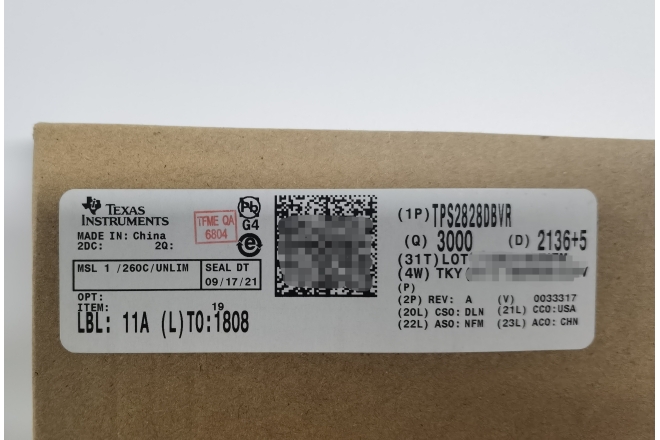 TEXAS
INSTRUMENTS
MADE IN: China
2DC: 2Q:
TFME QA
6804
Pb
G4
e
MSL 1 /260C/UNLIM
SEAL DT
09/17/21
OPT:
ITEM: 19
LBL: 11A (L)TO:1808
(1P)TPS2828DBVR
(Q) 3000 (D) 2136+5
(31T)LOT
(4W) TKY
(P)
(2P) REV: A (V) 0033317
(20L) CSO: DLN (21L) CCO:USA
(22L) ASO: NFM (23L) ACO: CHN